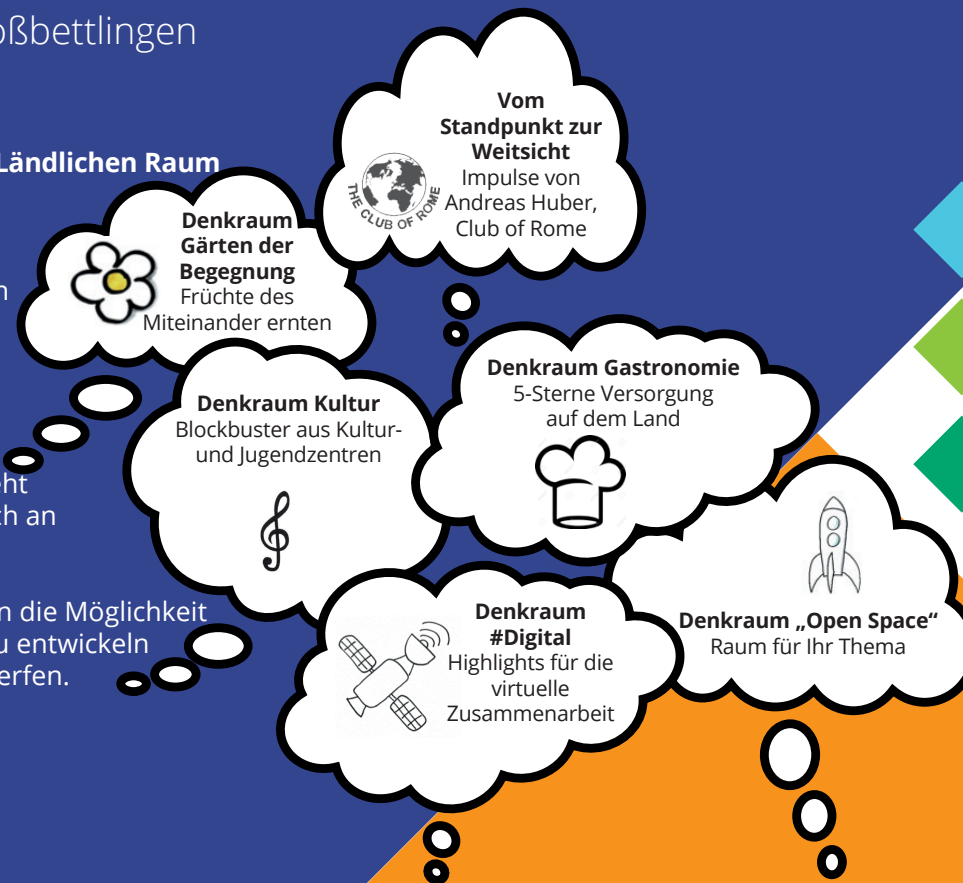 oßbettlingen
Ländlichen Raum
Vom
Standpunkt zur
Weitsicht
Impulse von
Andreas Huber,
Club of Rome
THE CLUB OF ROME
Denkraum
Gärten der
Begegnung
Früchte des
Miteinander ernten
n
Denkraum Gastronomie
5-Sterne Versorgung
auf dem Land
Denkraum Kultur
Blockbuster aus Kultur-
und Jugendzentren
eht
ch an
n die Möglichkeit
u entwickeln
erfen.
Denkraum
#Digital
Highlights für die
virtuelle
Zusammenarbeit
Denkraum „Open Space“
Raum für Ihr Thema